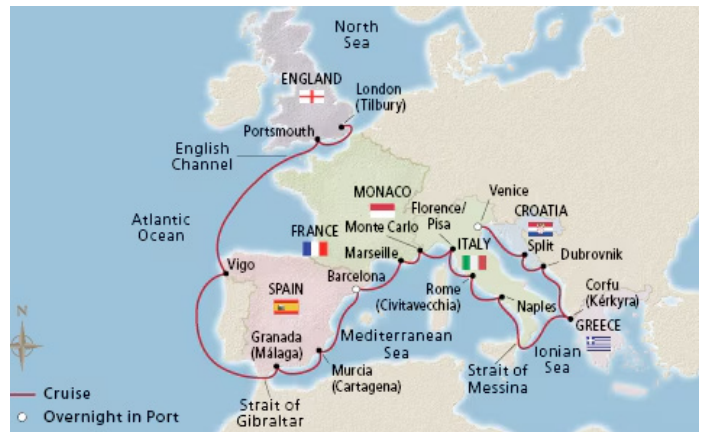 North
Sea
ENGLAND
London
(Tilbury)
Portsmouth
English
Channel
Atlantic
Ocean
MONACO
Monte Carlo
Florence/
Pisa
Venice
CROATIA
Split
Dubrovnik
FRANCE
Marseille
ITALY
Vigo
Barcelona
SPAIN
Rome
(Civitavecchia)
Naples
Corfu
(Kérkyra)
GREECE
Granada
(Málaga)
Mediterranean
Sea
Ionian
Sea
Murcia
(Cartagena)
Strait of
Messina
Strait of
Gibraltar
N
Cruise
Overnight in Port